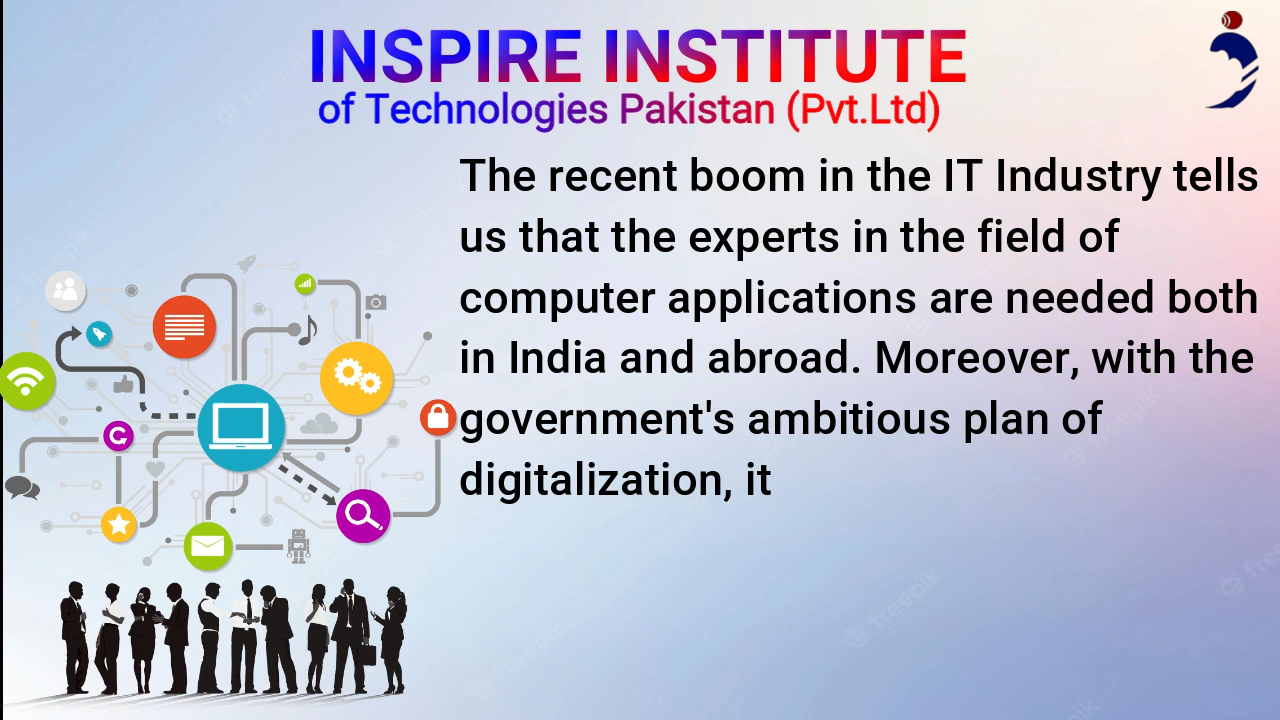 INSPIRE INSTITUTE
of Technologies Pakistan (Pvt.Ltd)
The recent boom in the IT Industry tells
us that the experts in the field of
computer applications are needed both
in India and abroad. Moreover, with the
government's ambitious plan of
digitalization, it
freepik
freepik